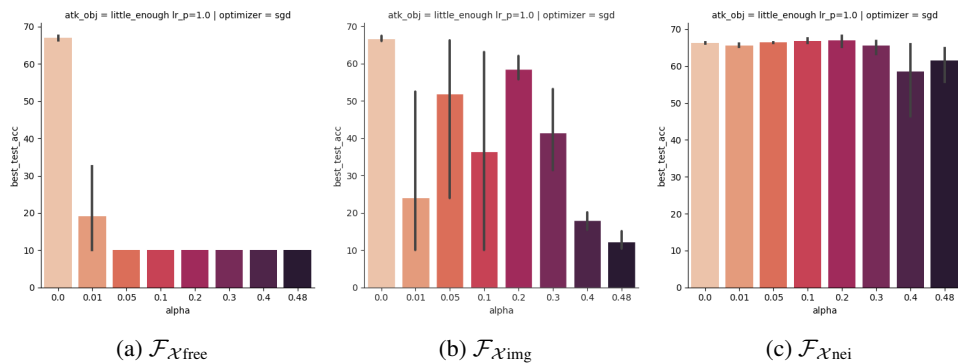 atk_obj = little_enough lr_p=1.0 | optimizer = sgd
best_test_acc
70
60
50
40
30
20
10
0
0.0 0.01 0.05 0.1 0.2 0.3 0.4 0.48
alpha
(a) 𝓕𝒳free
atk_obj = little_enough lr_p=1.0 | optimizer = sgd
best_test_acc
70
60
50
40
30
20
10
0
0.0 0.01 0.05 0.1 0.2 0.3 0.4 0.48
alpha
(b) 𝓕𝒳img
atk_obj = little_enough lr_p=1.0 | optimizer = sgd
best_test_acc
70
60
50
40
30
20
10
0
0.0 0.01 0.05 0.1 0.2 0.3 0.4 0.48
alpha
(c) 𝓕𝒳nei